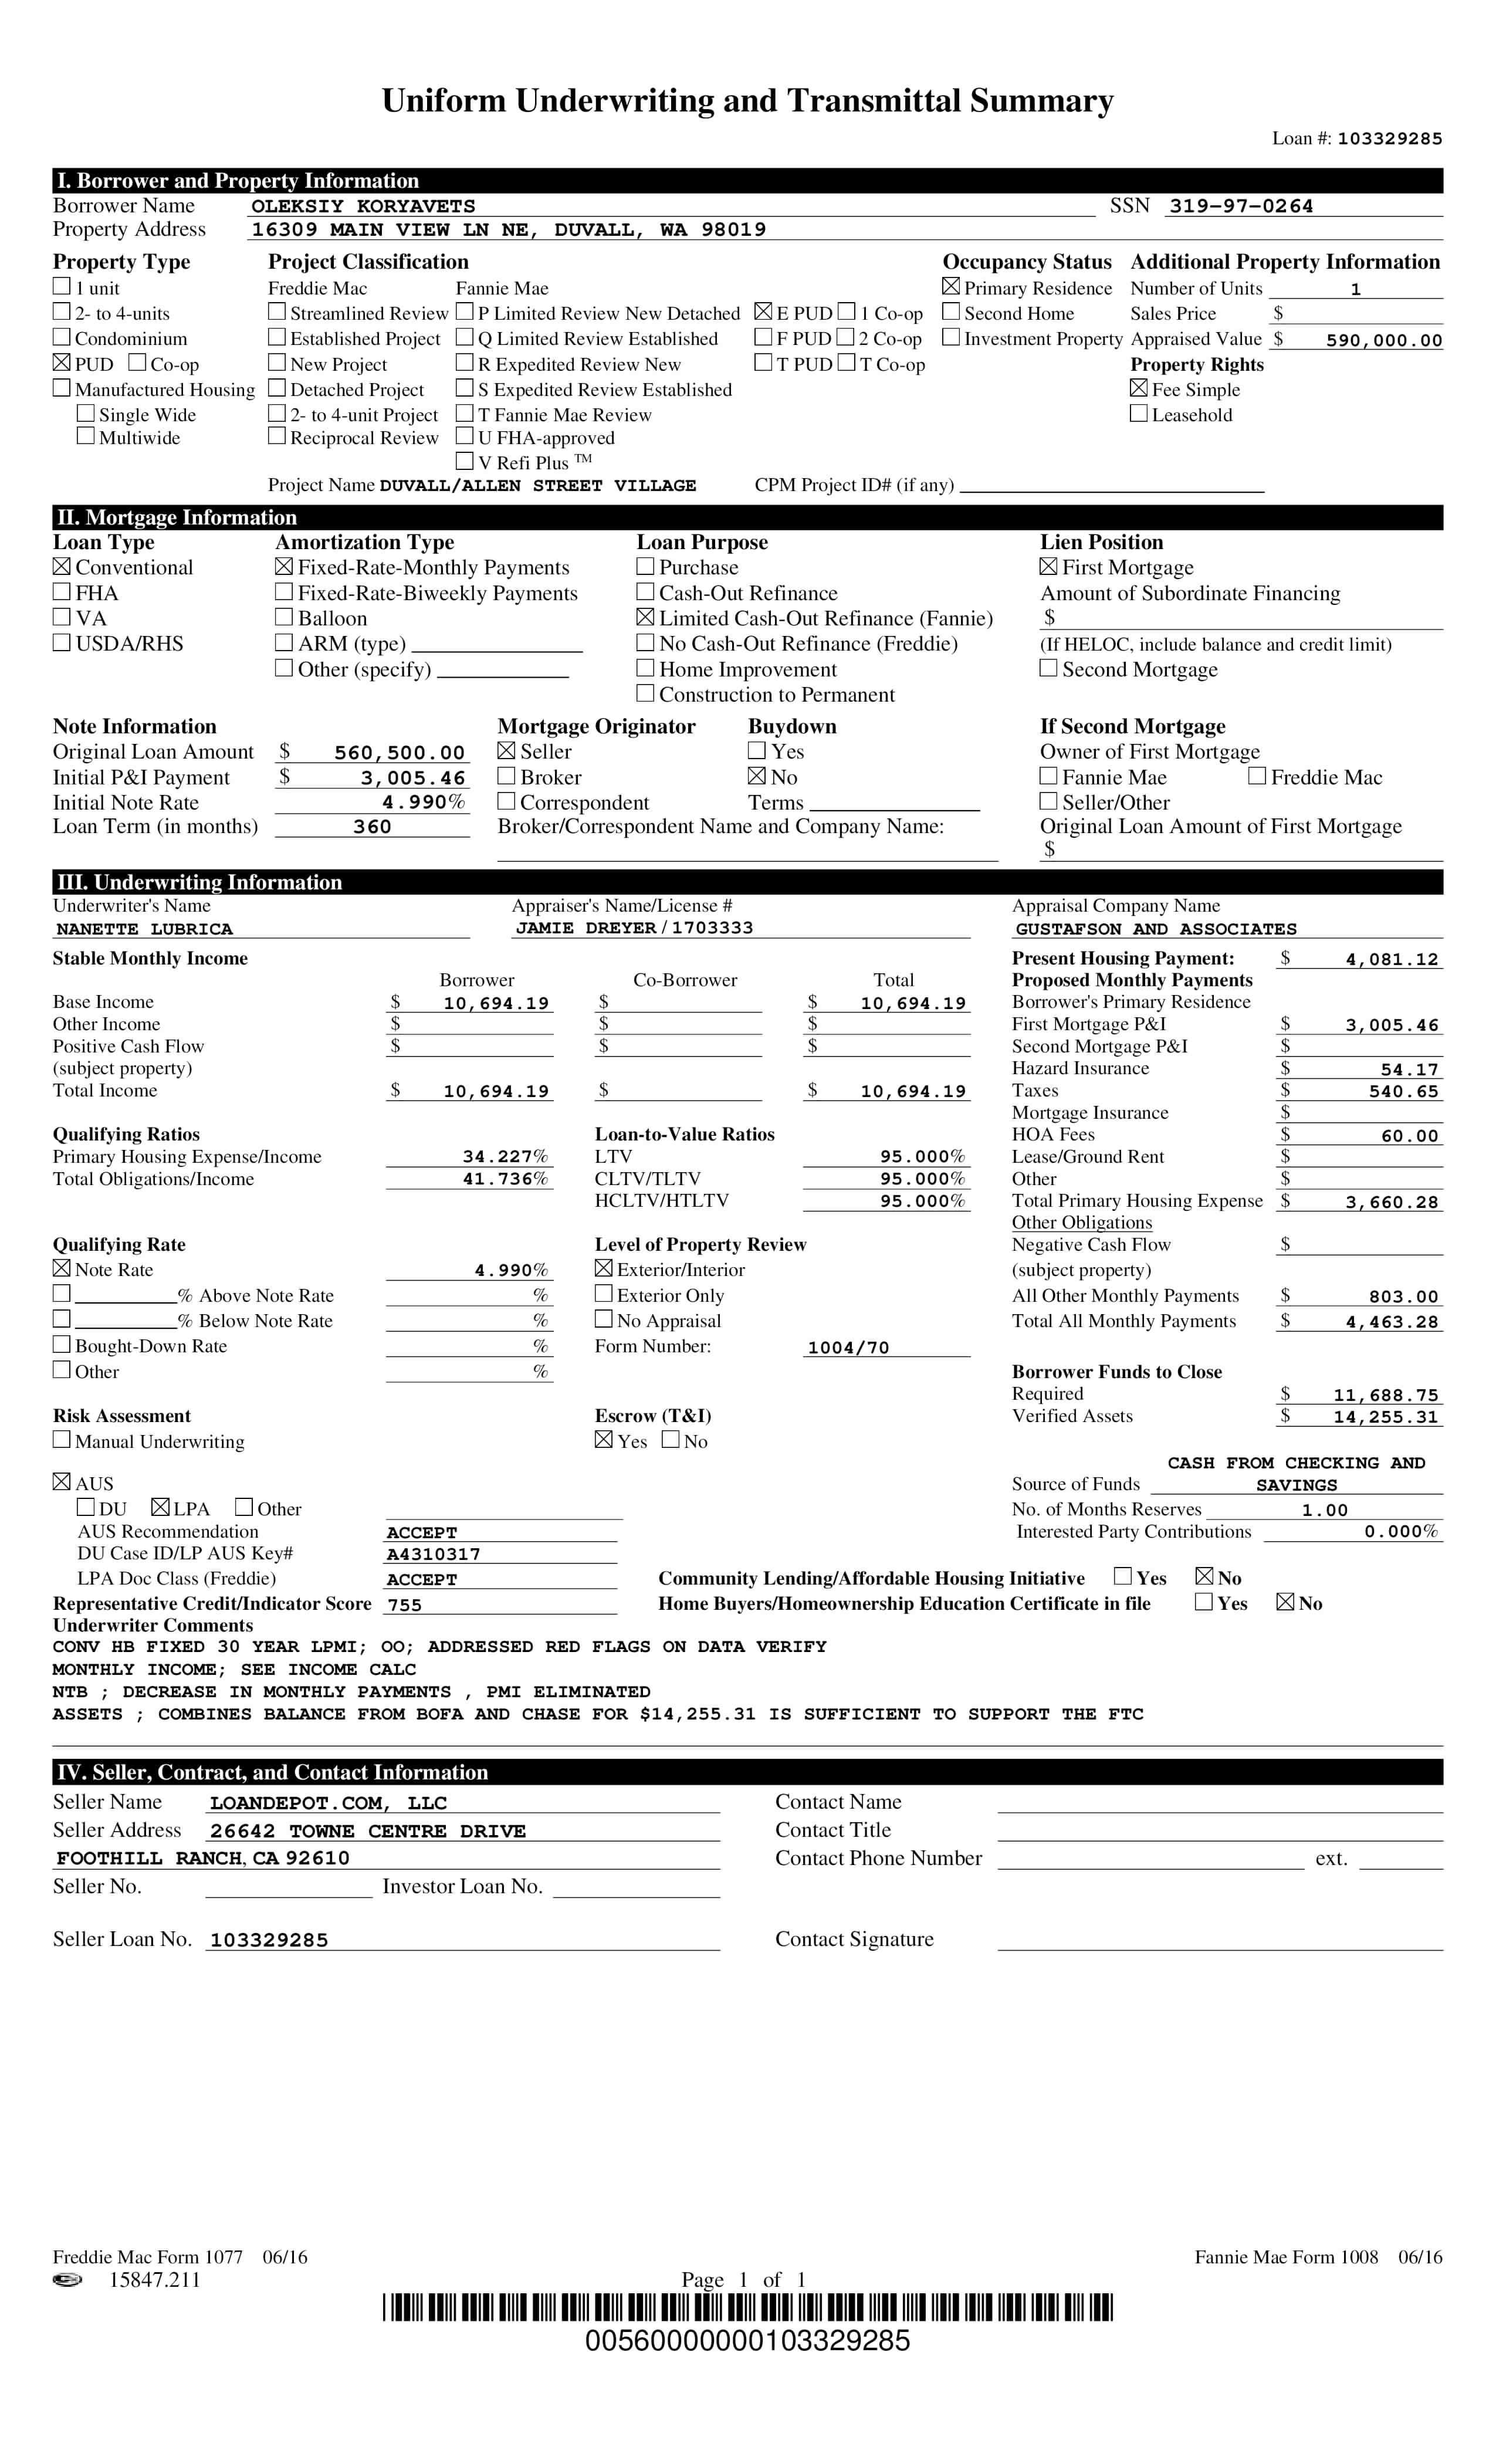 Uniform Underwriting and Transmittal Summary
Loan #: 103329285
I. Borrower and Property Information
Borrower Name OLEKSIY KORYAVETS SSN 319-97-0264
Property Address 16309 MAIN VIEW LN NE, DUVALL, WA 98019
Property Type Project Classification Occupancy Status Additional Property Information
☐ 1 unit Freddie Mac Fannie Mae ☒ Primary Residence Number of Units 1
☐ 2- to 4-units ☐ Streamlined Review ☐ P Limited Review New Detached ☒ E PUD ☐ 1 Co-op ☐ Second Home Sales Price $
☐ Condominium ☐ Established Project ☐ Q Limited Review Established ☐ F PUD ☐ 2 Co-op ☐ Investment Property Appraised Value $ 590,000.00
☒ PUD ☐ Co-op ☐ New Project ☐ R Expedited Review New ☐ T PUD ☐ T Co-op Property Rights
☐ Manufactured Housing ☐ Detached Project ☐ S Expedited Review Established ☒ Fee Simple
☐ Single Wide ☐ 2- to 4-unit Project ☐ T Fannie Mae Review ☐ Leasehold
☐ Multiwide ☐ Reciprocal Review ☐ U FHA-approved
☐ V Refi Plus TM
Project Name DUVALL/ALLEN STREET VILLAGE CPM Project ID# (if any)
II. Mortgage Information
Loan Type Amortization Type Loan Purpose Lien Position
☒ Conventional ☒ Fixed-Rate-Monthly Payments ☐ Purchase ☒ First Mortgage
☐ FHA ☐ Fixed-Rate-Biweekly Payments ☐ Cash-Out Refinance Amount of Subordinate Financing
☐ VA ☐ Balloon ☒ Limited Cash-Out Refinance (Fannie) $
☐ USDA/RHS ☐ ARM (type) ☐ No Cash-Out Refinance (Freddie) (If HELOC, include balance and credit limit)
☐ Other (specify) ☐ Home Improvement ☐ Second Mortgage
☐ Construction to Permanent
Note Information Mortgage Originator Buydown If Second Mortgage
Original Loan Amount $ 560,500.00 ☒ Seller ☐ Yes Owner of First Mortgage
Initial P&I Payment $ 3,005.46 ☐ Broker ☒ No ☐ Fannie Mae ☐ Freddie Mac
Initial Note Rate 4.990% ☐ Correspondent Terms ☐ Seller/Other
Loan Term (in months) 360 Broker/Correspondent Name and Company Name: Original Loan Amount of First Mortgage
$
III. Underwriting Information
Underwriter's Name Appraiser's Name/License # Appraisal Company Name
NANETTE LUBRICA JAMIE DREYER / 1703333 GUSTAFSON AND ASSOCIATES
Stable Monthly Income Present Housing Payment: $ 4,081.12
Borrower Co-Borrower Total Proposed Monthly Payments
Base Income $ 10,694.19 $ $ 10,694.19 Borrower's Primary Residence
Other Income $ $ $ First Mortgage P&I $ 3,005.46
Positive Cash Flow $ $ $ Second Mortgage P&I $
(subject property) Hazard Insurance $ 54.17
Total Income $ 10,694.19 $ $ 10,694.19 Taxes $ 540.65
Mortgage Insurance $
Qualifying Ratios Loan-to-Value Ratios HOA Fees $ 60.00
Primary Housing Expense/Income 34.227% LTV 95.000% Lease/Ground Rent $
Total Obligations/Income 41.736% CLTV/TLTV 95.000% Other $
HCLTV/HTLTV 95.000% Total Primary Housing Expense $ 3,660.28
Other Obligations
Qualifying Rate Level of Property Review Negative Cash Flow $
☒ Note Rate 4.990% ☒ Exterior/Interior (subject property)
☐ % Above Note Rate % ☐ Exterior Only All Other Monthly Payments $ 803.00
☐ % Below Note Rate % ☐ No Appraisal Total All Monthly Payments $ 4,463.28
☐ Bought-Down Rate % Form Number: 1004/70
☐ Other % Borrower Funds to Close
Required $ 11,688.75
Risk Assessment Escrow (T&I) Verified Assets $ 14,255.31
☐ Manual Underwriting ☒ Yes ☐ No
CASH FROM CHECKING AND
☒ AUS Source of Funds SAVINGS
☐ DU ☒ LPA ☐ Other No. of Months Reserves 1.00
AUS Recommendation ACCEPT Interested Party Contributions 0.000%
DU Case ID/LP AUS Key# A4310317
LPA Doc Class (Freddie) ACCEPT Community Lending/Affordable Housing Initiative ☐ Yes ☒ No
Representative Credit/Indicator Score 755 Home Buyers/Homeownership Education Certificate in file ☐ Yes ☒ No
Underwriter Comments
CONV HB FIXED 30 YEAR LPMI; OO; ADDRESSED RED FLAGS ON DATA VERIFY
MONTHLY INCOME; SEE INCOME CALC
NTB ; DECREASE IN MONTHLY PAYMENTS , PMI ELIMINATED
ASSETS ; COMBINES BALANCE FROM BOFA AND CHASE FOR $14,255.31 IS SUFFICIENT TO SUPPORT THE FTC
IV. Seller, Contract, and Contact Information
Seller Name LOANDEPOT.COM, LLC Contact Name
Seller Address 26642 TOWNE CENTRE DRIVE Contact Title
FOOTHILL RANCH, CA 92610 Contact Phone Number ext.
Seller No. Investor Loan No.
Seller Loan No. 103329285 Contact Signature
Freddie Mac Form 1077 06/16 Fannie Mae Form 1008 06/16
15847.211 Page 1 of 1
00560000000103329285